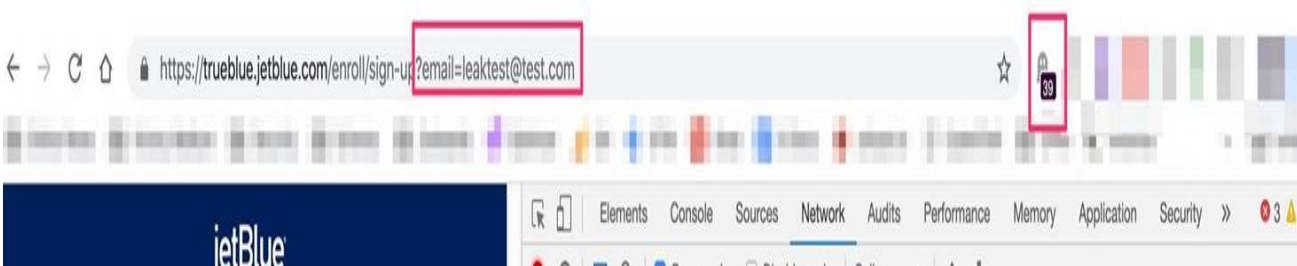 https://trueblue.jetblue.com/enroll/sign-up?email=leaktest@test.com
39
jetBlue
Elements Console Sources Network Audits Performance Memory Application Security » 3